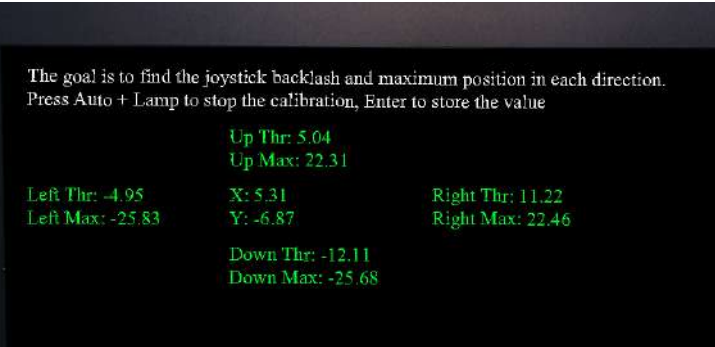 The goal is to find the joystick backlash and maximum position in each direction.
Press Auto + Lamp to stop the calibration, Enter to store the value
Up Thr: 5.04
Up Max: 22.31
Left Thr: -4.95 X: 5.31 Right Thr: 11.22
Left Max: -25.83 Y: -6.87 Right Max: 22.46
Down Thr: -12.11
Down Max: -25.68